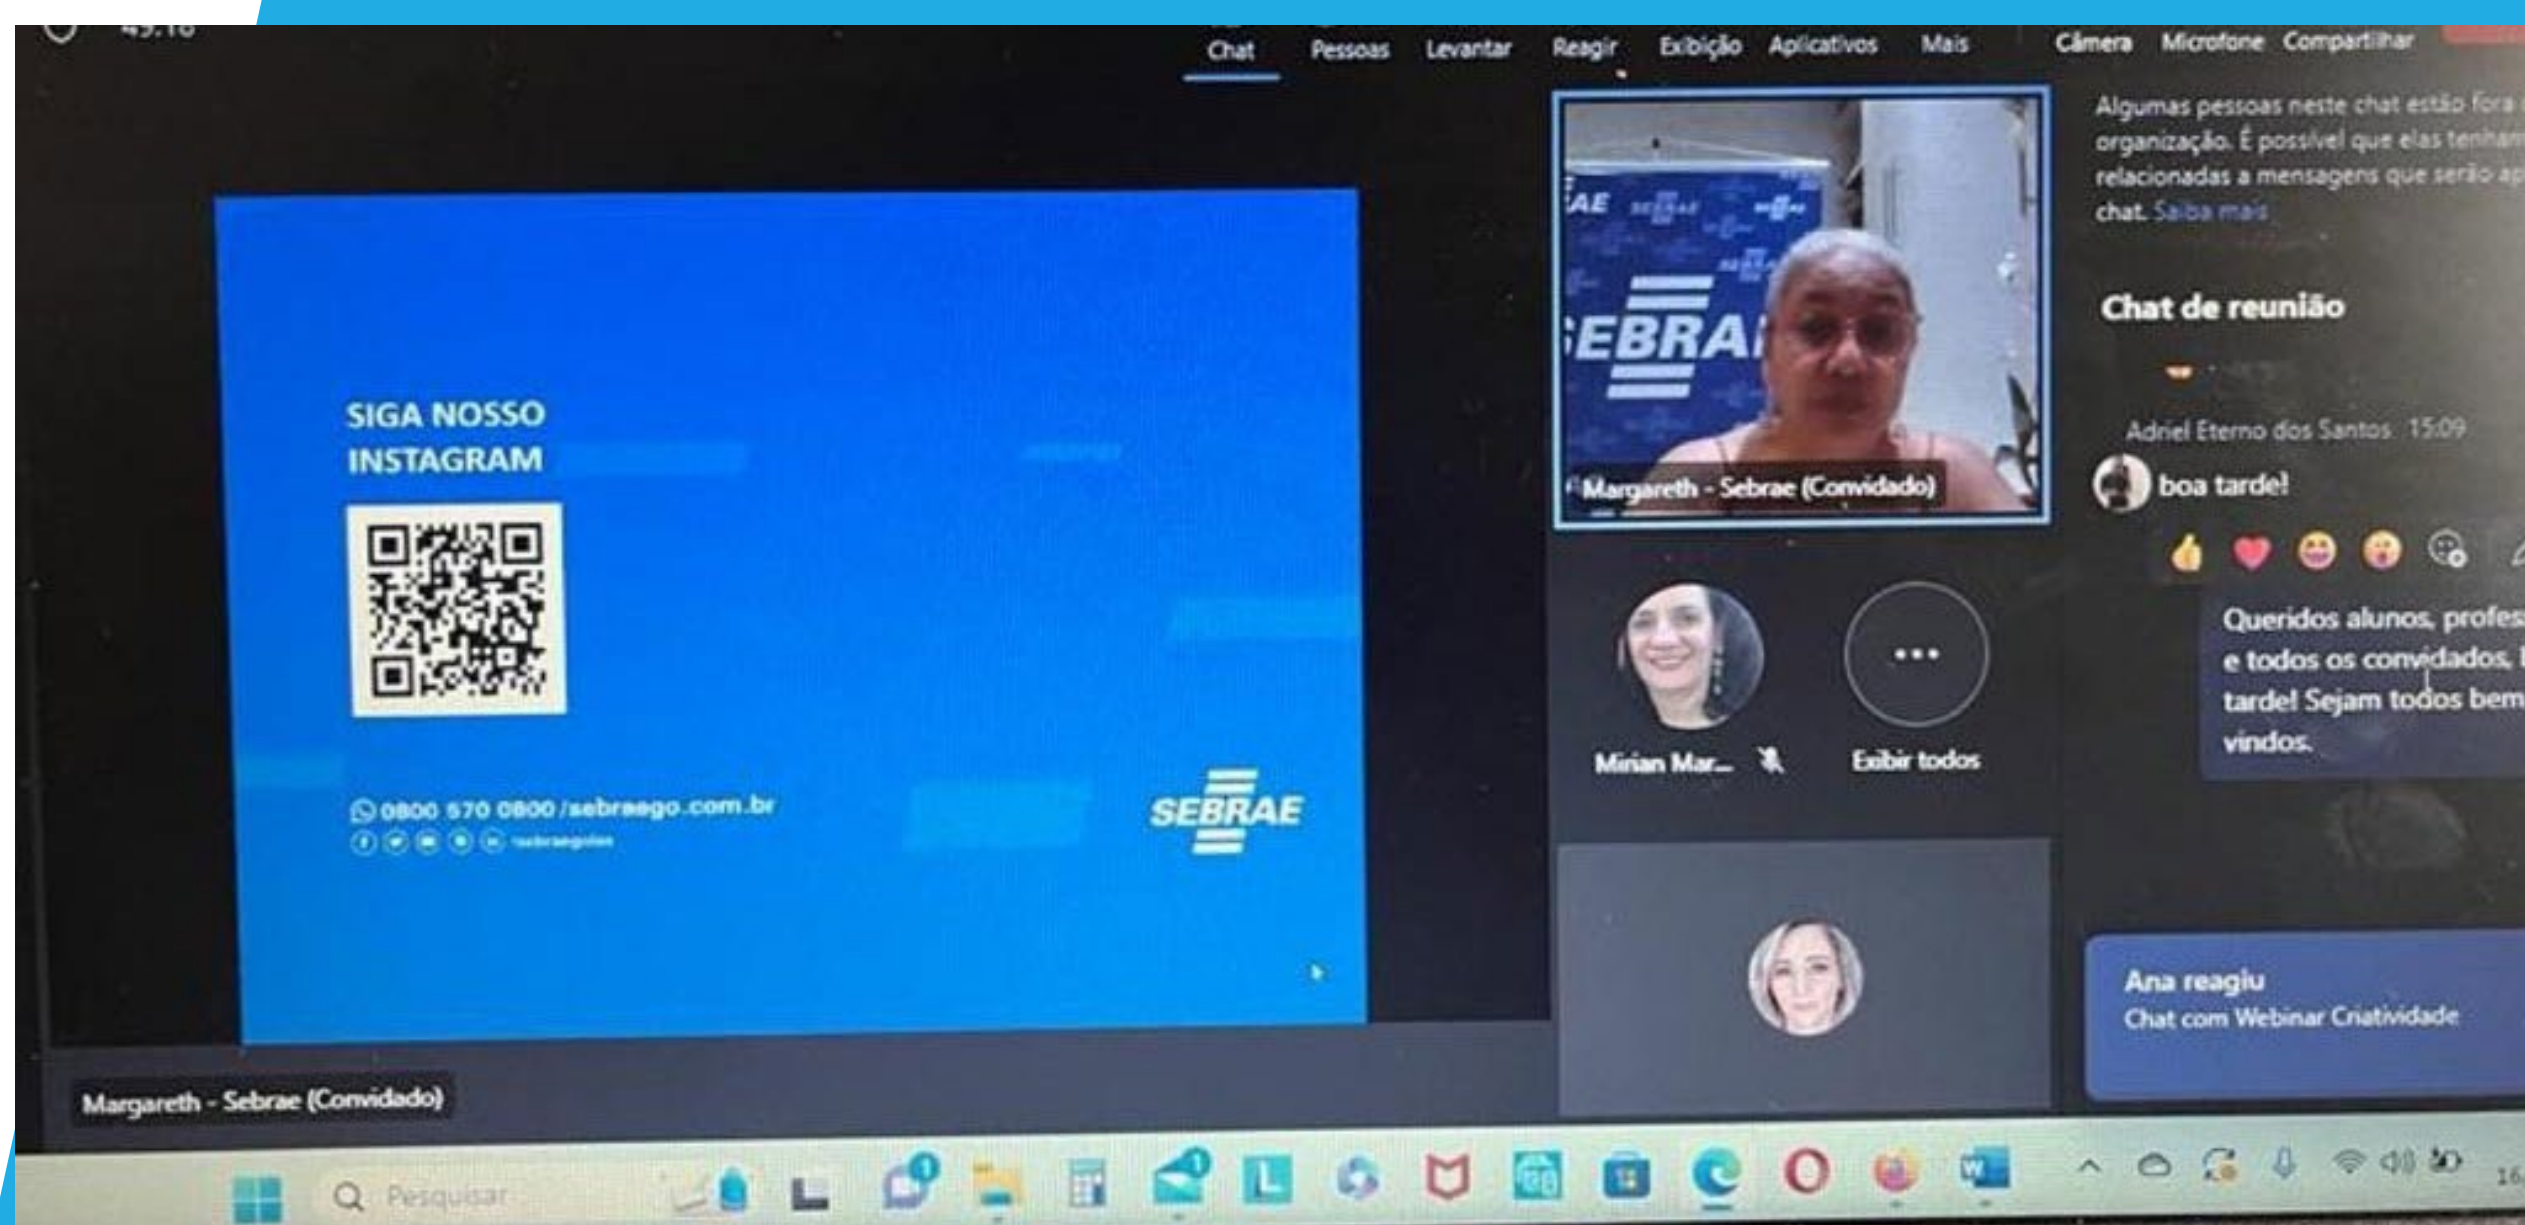 Chat
Pessoas
Levantar
Reagir
Exibição
Aplicativos
Mais
Câmera
Microfone
Compartilhar
Algumas pessoas neste chat estão fora
organização. É possível que elas tenham
relacionadas a mensagens que serão
chat. Saiba mais
SEBRAE
Margareth - Sebrae (Convidado)
Chat de reunião
Adriel Eterno dos Santos 15:09
boa tarde!
Queridos alunos,
e todos os convidados,
tarde! Sejam todos bem
vindos.
SIGA NOSSO
INSTAGRAM
0800 570 0800 /sebraego.com.br
/sebraegoias
SEBRAE
Mirian Mar...
Exibir todos
Ana reagiu
Chat com Webinar Criatividade
Margareth - Sebrae (Convidado)
Pesquisar